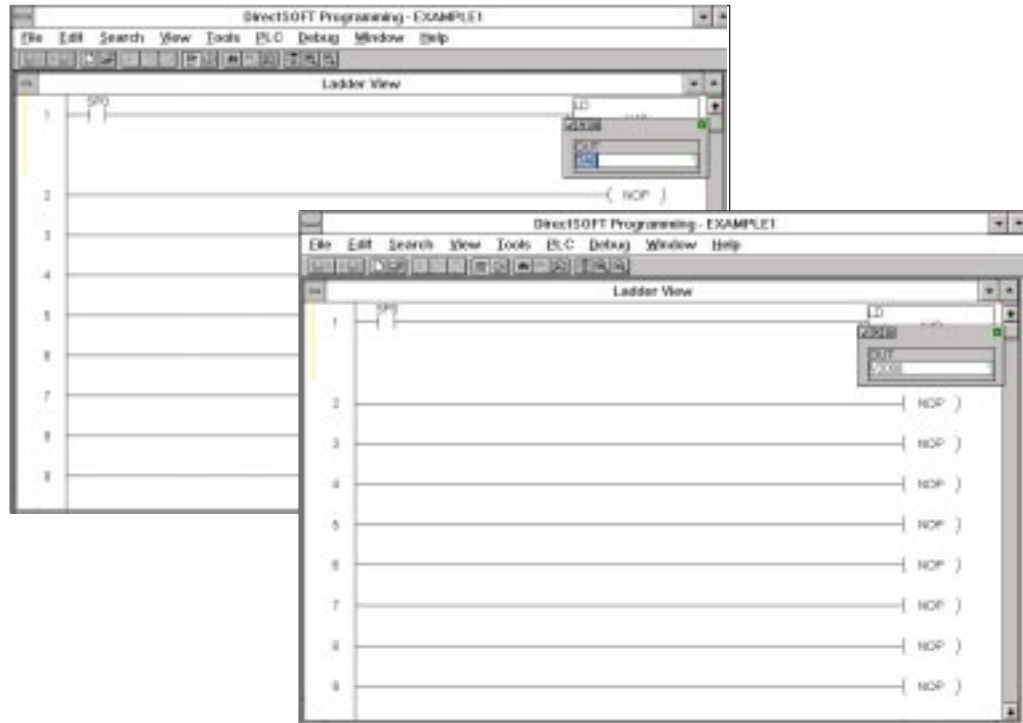 DirectSOFT Programming - EXAMPLE1
File Edit Search View Tools PLC Debug Window Help
Ladder View
SP0
LD
1
OUT
2
NOP
3
4
5
6
7
8
9
DirectSOFT Programming - EXAMPLE1
File Edit Search View Tools PLC Debug Window Help
Ladder View
SP0
LD
1
OUT
2 NOP
3 NOP
4 NOP
5 NOP
6 NOP
7 NOP
8 NOP
9 NOP